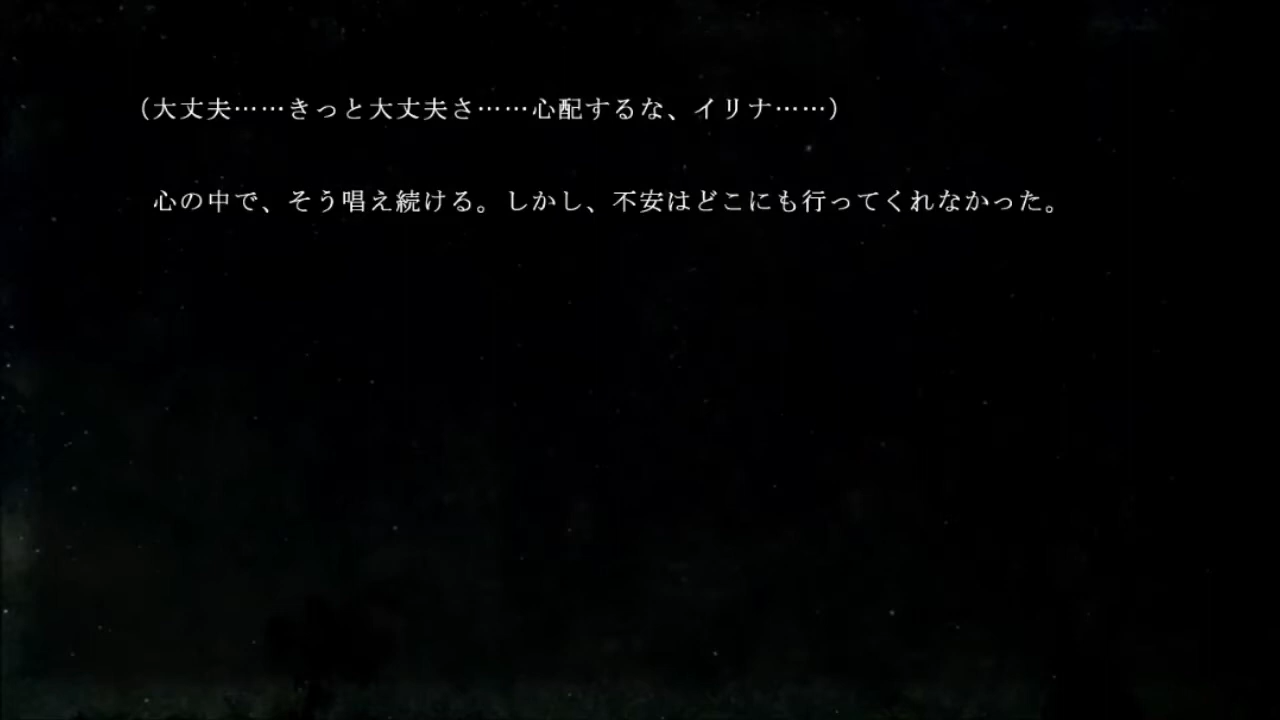 （大丈夫……きっと大丈夫さ……心配するな、イリナ……）
心の中で、そう唱え続ける。しかし、不安はどこにも行ってくれなかった。